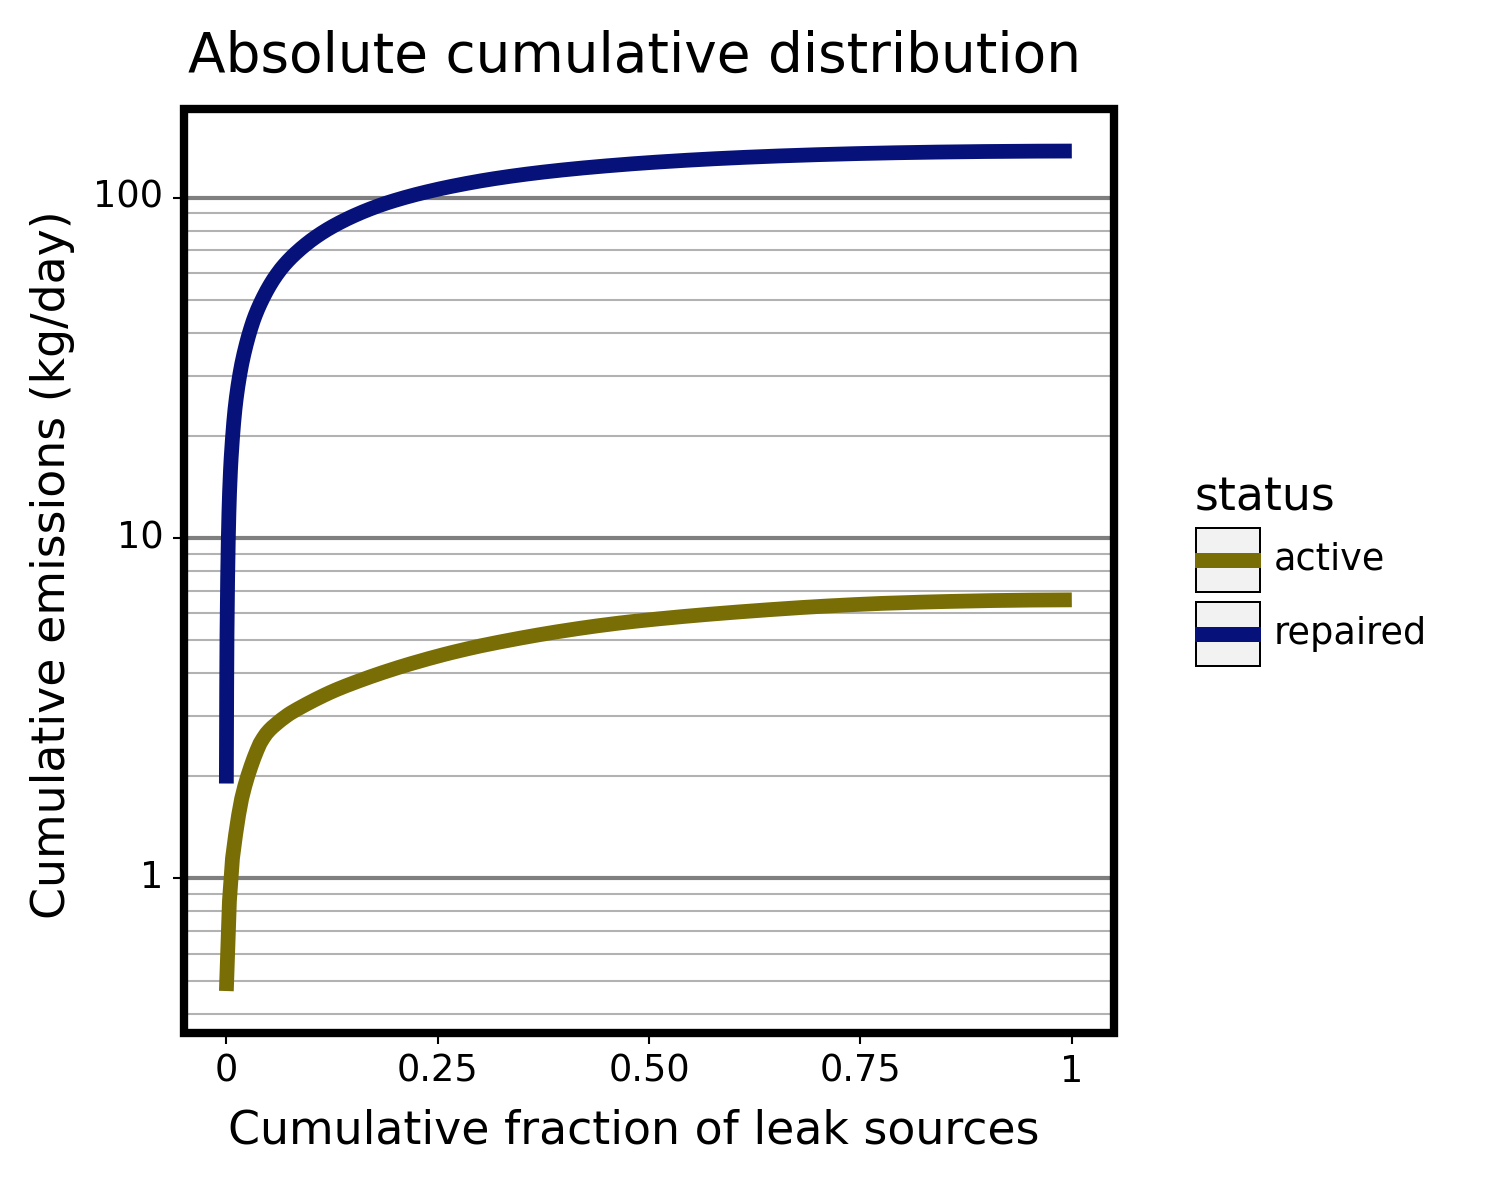 Absolute cumulative distribution
Cumulative emissions (kg/day)
100
10
1
0 0.25 0.50 0.75 1
Cumulative fraction of leak sources
status
active
repaired